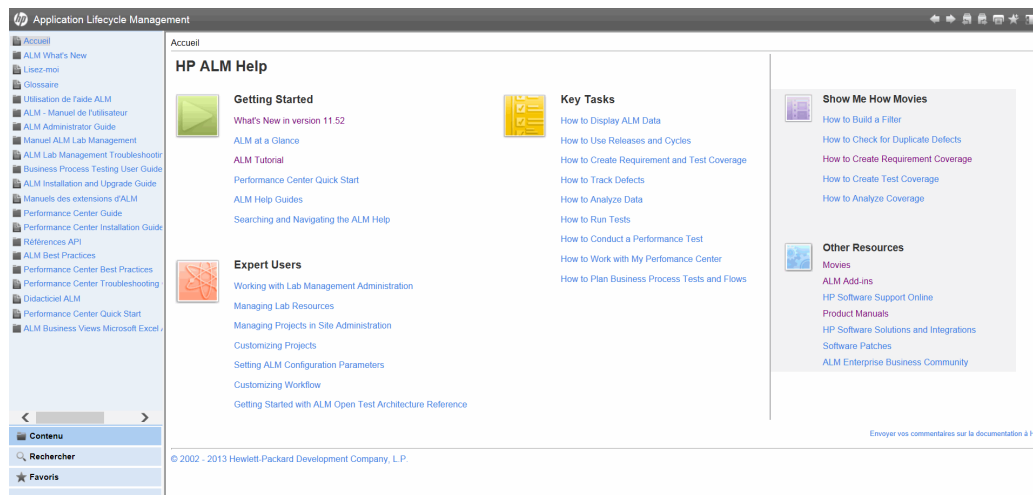 hp Application Lifecycle Management
Accueil
ALM What's New
Lisez-moi
Glossaire
Utilisation de l'aide ALM
ALM - Manuel de l'utilisateur
ALM Administrator Guide
Manuel ALM Lab Management
ALM Lab Management Troubleshootin
Business Process Testing User Guide
ALM Installation and Upgrade Guide
Manuels des extensions d'ALM
Performance Center Guide
Performance Center Installation Guide
Références API
ALM Best Practices
Performance Center Best Practices
Performance Center Troubleshooting
Didacticiel ALM
Performance Center Quick Start
ALM Business Views Microsoft Excel
Contenu
Rechercher
Favoris
Accueil
HP ALM Help
Getting Started
What's New in version 11.52
ALM at a Glance
ALM Tutorial
Performance Center Quick Start
ALM Help Guides
Searching and Navigating the ALM Help
Expert Users
Working with Lab Management Administration
Managing Lab Resources
Managing Projects in Site Administration
Customizing Projects
Setting ALM Configuration Parameters
Customizing Workflow
Getting Started with ALM Open Test Architecture Reference
Key Tasks
How to Display ALM Data
How to Use Releases and Cycles
How to Create Requirement and Test Coverage
How to Track Defects
How to Analyze Data
How to Run Tests
How to Conduct a Performance Test
How to Work with My Perfomance Center
How to Plan Business Process Tests and Flows
Show Me How Movies
How to Build a Filter
How to Check for Duplicate Defects
How to Create Requirement Coverage
How to Create Test Coverage
How to Analyze Coverage
Other Resources
Movies
ALM Add-ins
HP Software Support Online
Product Manuals
HP Software Solutions and Integrations
Software Patches
ALM Enterprise Business Community
Envoyer vos commentaires sur la documentation à H
© 2002 - 2013 Hewlett-Packard Development Company, L.P.